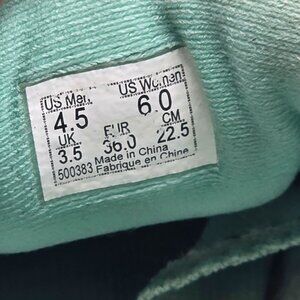 US Men US Women
4.5 6.0
UK EUR CM
3.5 36.0 22.5
500383 Made in China
Fabrique en Chine